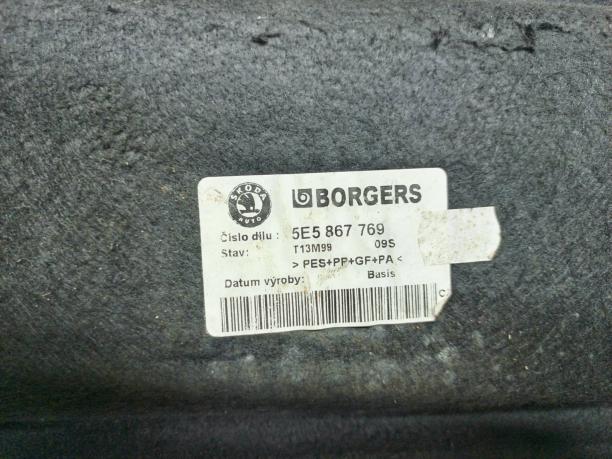 ŠKODA
AUTO
BORGERS
Číslo dílu : 5E5 867 769
Stav: T13M99 09S
> PES+PP+GF+PA <
Datum výroby: Basis
C